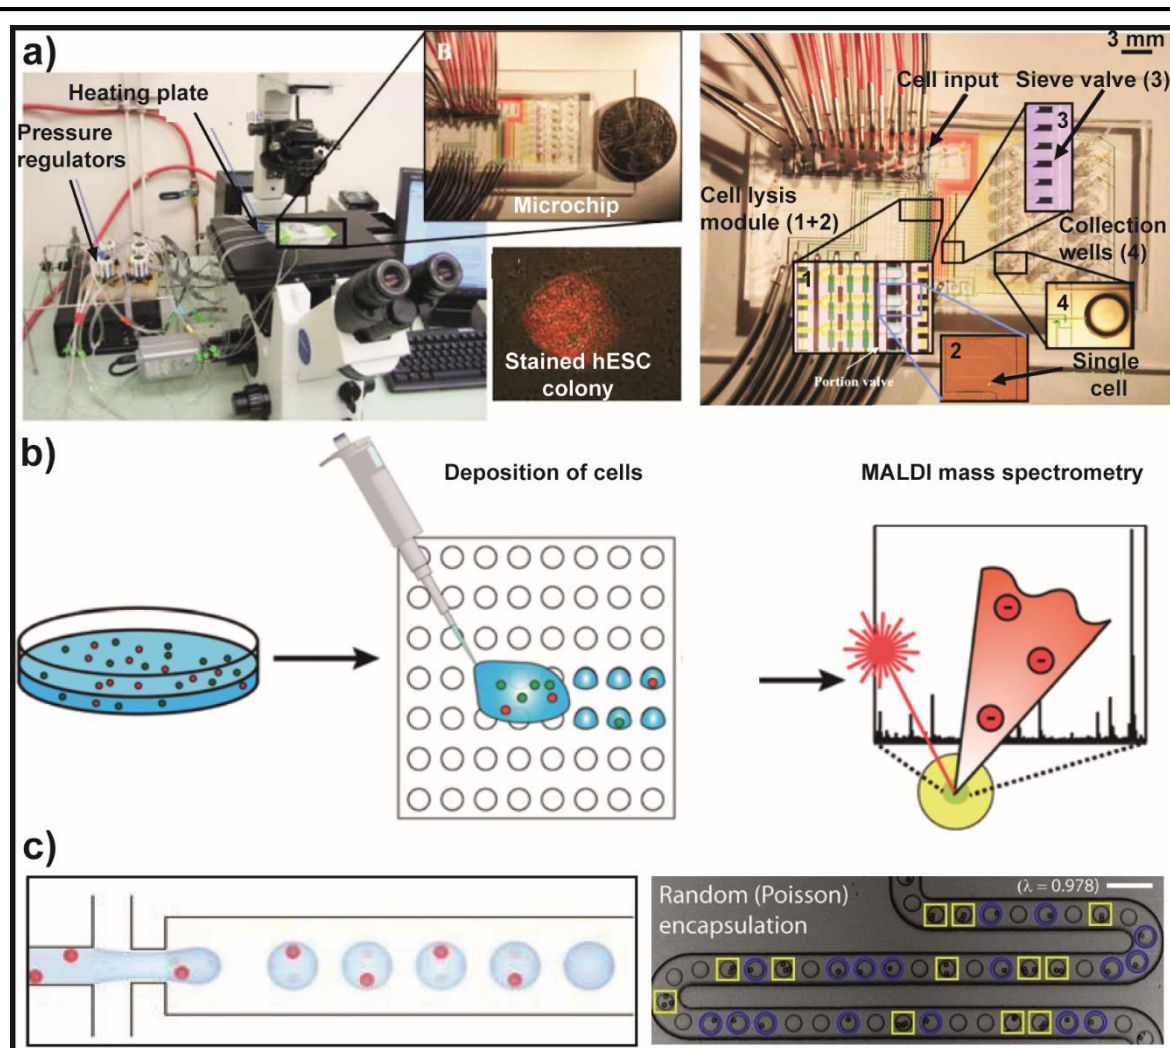 a)
Heating plate
Pressure
regulators
B
Microchip
Stained hESC
colony
3 mm
Cell input
Sieve valve (3)
3
Cell lysis
module (1+2)
Collection
wells (4)
1
4
2
Portion valve
Single
cell
b)
Deposition of cells
MALDI mass spectrometry
c)
Random (Poisson)
encapsulation
(λ = 0.978)